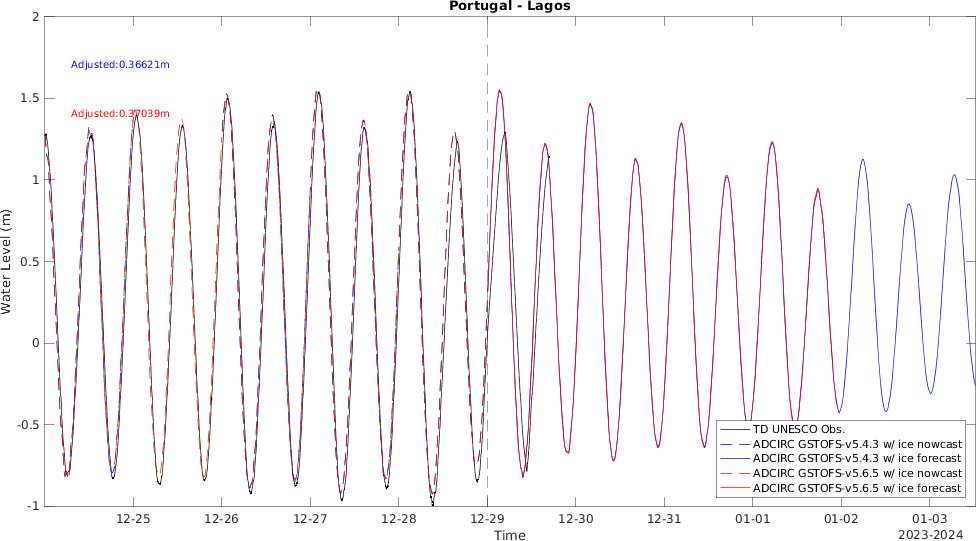 Portugal - Lagos
2
1.5
1
0.5
0
-0.5
-1
Water Level (m)
Adjusted:0.36621m
Adjusted:0.37039m
TD UNESCO Obs.
ADCIRC GSTOFS-v5.4.3 w/ ice nowcast
ADCIRC GSTOFS-v5.4.3 w/ ice forecast
ADCIRC GSTOFS-v5.6.5 w/ ice nowcast
ADCIRC GSTOFS-v5.6.5 w/ ice forecast
12-25 12-26 12-27 12-28 12-29 12-30 12-31 01-01 01-02 01-03
Time
2023-2024